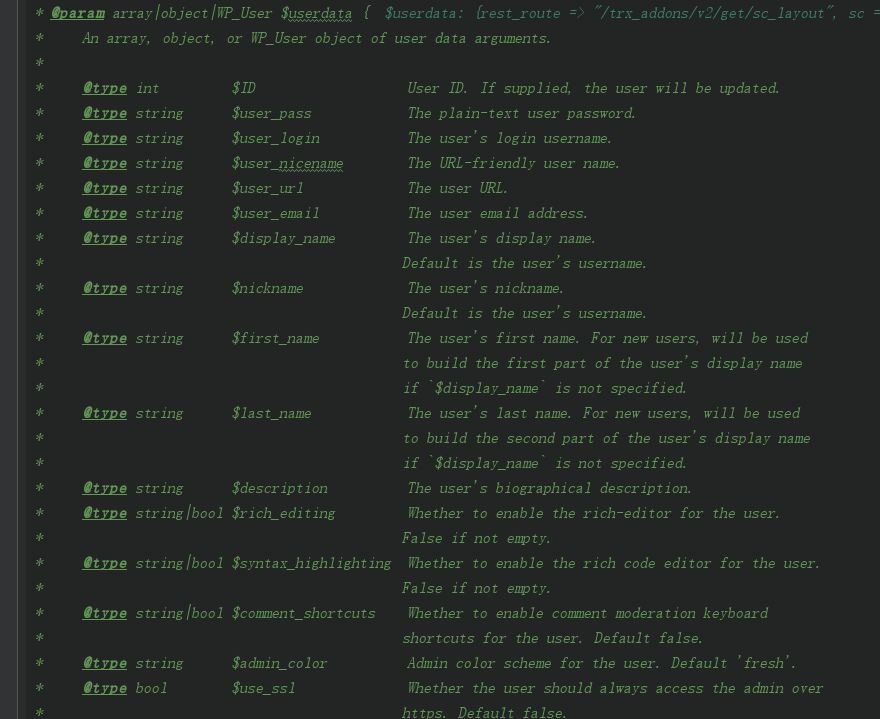 * @param array|object|WP_User $userdata {  $userdata: {rest_route => "/trx_addons/v2/get/sc_layout", sc =
*     An array, object, or WP_User object of user data arguments.
*
*     @type int         $ID                   User ID. If supplied, the user will be updated.
*     @type string      $user_pass            The plain-text user password.
*     @type string      $user_login           The user's login username.
*     @type string      $user_nicename        The URL-friendly user name.
*     @type string      $user_url             The user URL.
*     @type string      $user_email           The user email address.
*     @type string      $display_name         The user's display name.
*                                             Default is the user's username.
*     @type string      $nickname             The user's nickname.
*                                             Default is the user's username.
*     @type string      $first_name           The user's first name. For new users, will be used
*                                             to build the first part of the user's display name
*                                             if `$display_name` is not specified.
*     @type string      $last_name            The user's last name. For new users, will be used
*                                             to build the second part of the user's display name
*                                             if `$display_name` is not specified.
*     @type string      $description          The user's biographical description.
*     @type string|bool $rich_editing         Whether to enable the rich-editor for the user.
*                                             False if not empty.
*     @type string|bool $syntax_highlighting  Whether to enable the rich code editor for the user.
*                                             False if not empty.
*     @type string|bool $comment_shortcuts    Whether to enable comment moderation keyboard
*                                             shortcuts for the user. Default false.
*     @type string      $admin_color          Admin color scheme for the user. Default 'fresh'.
*     @type bool        $use_ssl              Whether the user should always access the admin over
*                                             https. Default false.